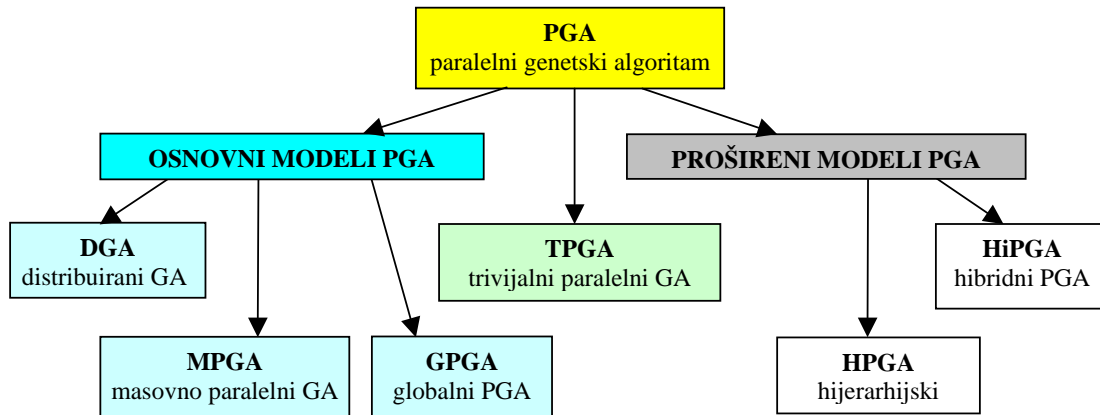 PGA
paralelni genetski algoritam
OSNOVNI MODELI PGA
PROŠIRENI MODELI PGA
DGA
distribuirani GA
TPGA
trivijalni paralelni GA
HiPGA
hibridni PGA
MPGA
masovno paralelni GA
GPGA
globalni PGA
HPGA
hijerarhijski